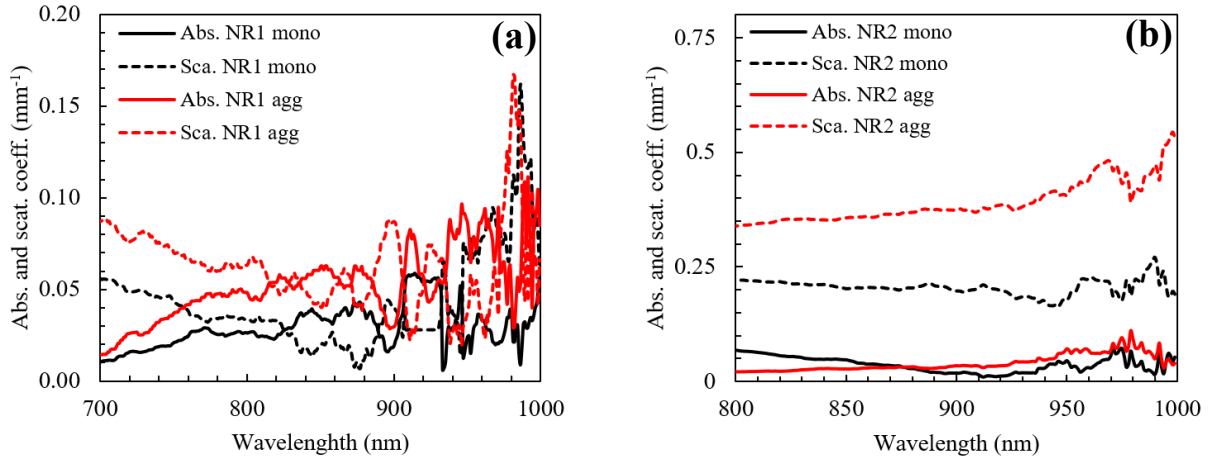 (a)
Abs. NR1 mono
Sca. NR1 mono
Abs. NR1 agg
Sca. NR1 agg
Abs. and scat. coeff. (mm⁻¹)
0.20
0.15
0.10
0.05
0.00
700
800
900
1000
Wavelenghth (nm)
(b)
Abs. NR2 mono
Sca. NR2 mono
Abs. NR2 agg
Sca. NR2 agg
Abs. and scat. coeff. (mm⁻¹)
0.75
0.5
0.25
0
800
850
900
950
1000
Wavelength (nm)